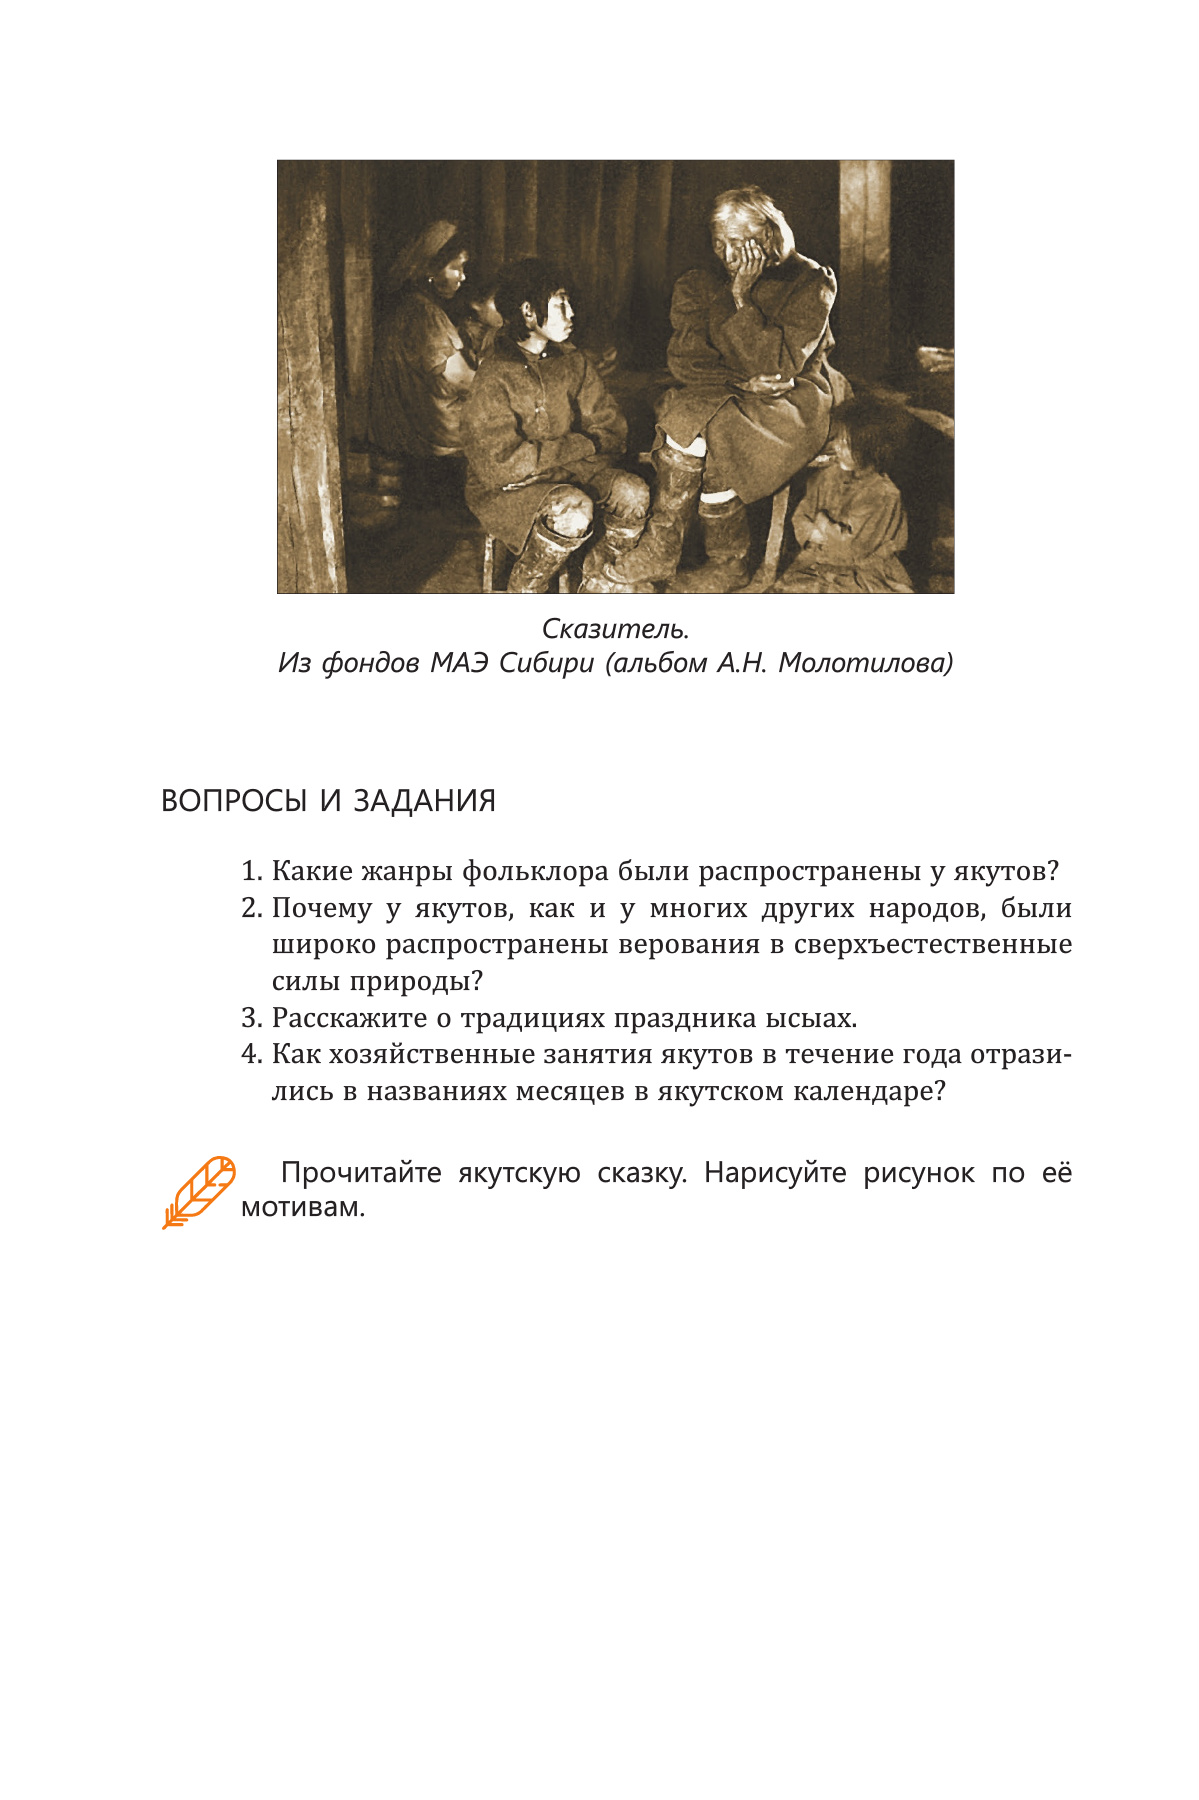 Сказитель.
Из фондов МАЭ Сибири (альбом А.Н. Молотилова)
ВОПРОСЫ И ЗАДАНИЯ
1. Какие жанры фольклора были распространены у якутов?
2. Почему у якутов, как и у многих других народов, были
широко распространены верования в сверхъестественные
силы природы?
3. Расскажите о традициях праздника ысыах.
4. Как хозяйственные занятия якутов в течение года отрази-
лись в названиях месяцев в якутском календаре?
Прочитайте якутскую сказку. Нарисуйте рисунок по её
мотивам.